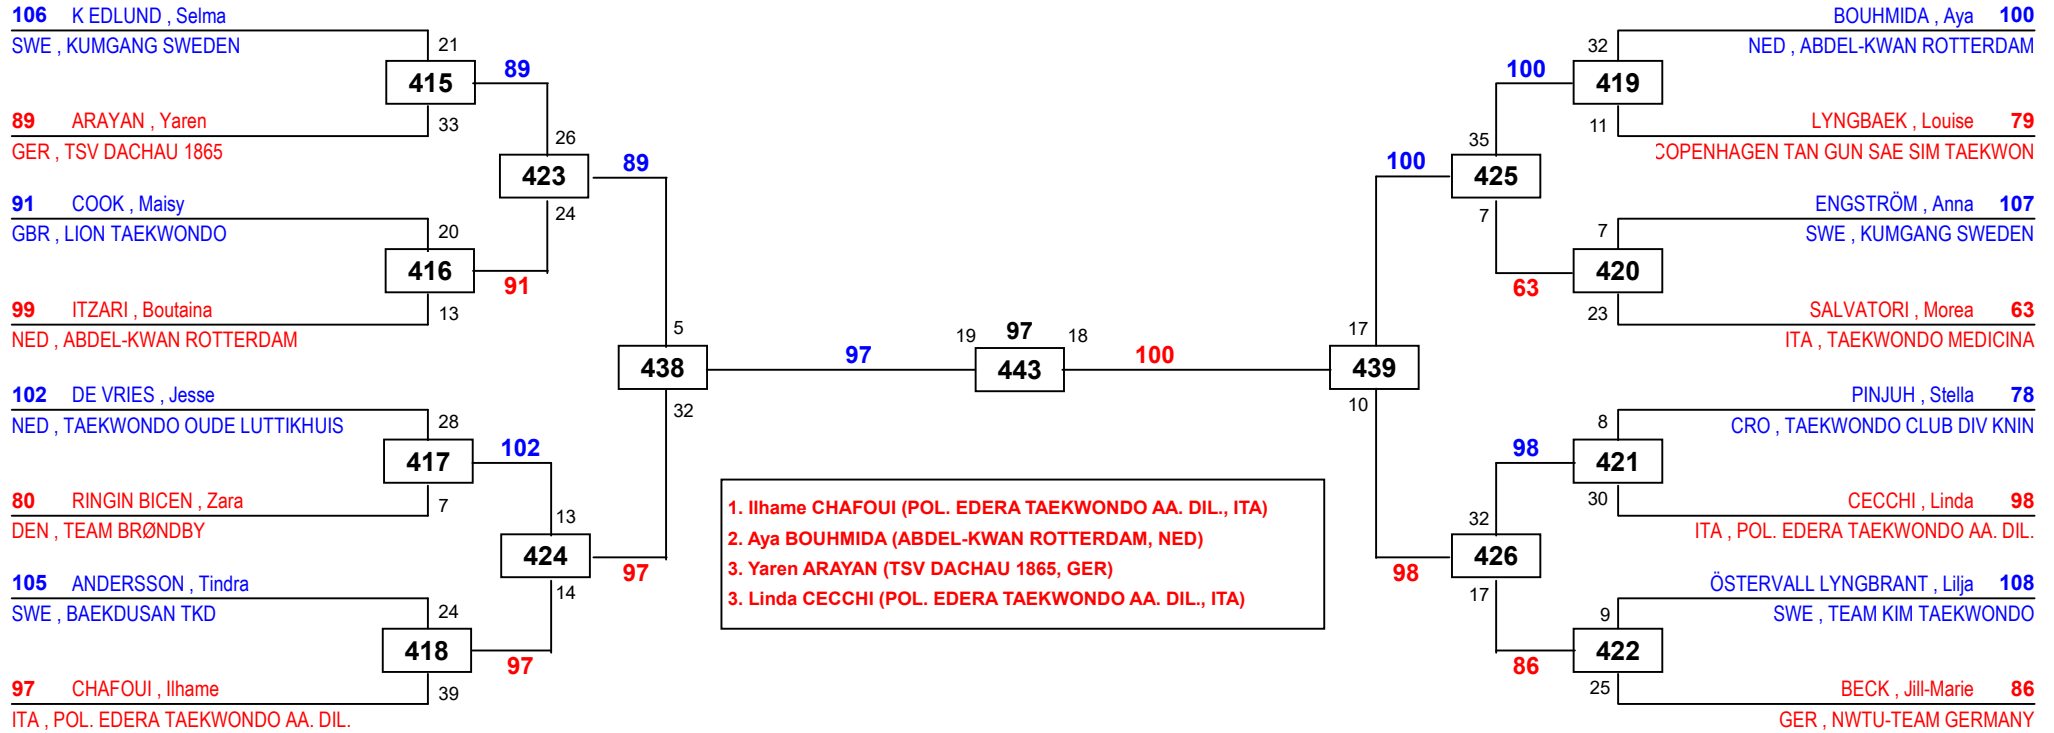 106 K EDLUND , Selma
SWE , KUMGANG SWEDEN
21
415
89
33
89 ARAYAN , Yaren
GER , TSV DACHAU 1865
26
423
89
24
91 COOK , Maisy
GBR , LION TAEKWONDO
20
416
91
13
99 ITZARI , Boutaina
NED , ABDEL-KWAN ROTTERDAM
5
438
97
32
102 DE VRIES , Jesse
NED , TAEKWONDO OUDE LUTTIKHUIS
28
417
102
7
80 RINGIN BICEN , Zara
DEN , TEAM BRØNDBY
13
424
97
14
105 ANDERSSON , Tindra
SWE , BAEKDUSAN TKD
24
418
97
39
97 CHAFOUI , Ilhame
ITA , POL. EDERA TAEKWONDO AA. DIL.
19 97 18
443
100
1. Ilhame CHAFOUI (POL. EDERA TAEKWONDO AA. DIL., ITA)
2. Aya BOUHMIDA (ABDEL-KWAN ROTTERDAM, NED)
3. Yaren ARAYAN (TSV DACHAU 1865, GER)
3. Linda CECCHI (POL. EDERA TAEKWONDO AA. DIL., ITA)
BOUHMIDA , Aya 100
NED , ABDEL-KWAN ROTTERDAM
32
100
419
11
LYNGBAEK , Louise 79
COPENHAGEN TAN GUN SAE SIM TAEKWON
35
100
425
7
ENGSTRÖM , Anna 107
SWE , KUMGANG SWEDEN
7
420
63
23
SALVATORI , Morea 63
ITA , TAEKWONDO MEDICINA
17
439
10
PINJUH , Stella 78
CRO , TAEKWONDO CLUB DIV KNIN
8
98
421
30
CECCHI , Linda 98
ITA , POL. EDERA TAEKWONDO AA. DIL.
32
426
98
17
ÖSTERVALL LYNGBRANT , Lilja 108
SWE , TEAM KIM TAEKWONDO
9
422
86
25
BECK , Jill-Marie 86
GER , NWTU-TEAM GERMANY